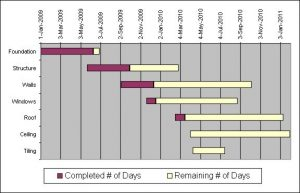 1-Jan-2009
3-Mar-2009
3-May-2009
3-Jul-2009
2-Sep-2009
2-Nov-2009
2-Jan-2010
4-Mar-2010
4-May-2010
4-Jul-2010
3-Sep-2010
3-Nov-2010
3-Jan-2011
Foundation
Structure
Walls
Windows
Roof
Ceiling
Tiling
Completed # of Days
Remaining # of Days